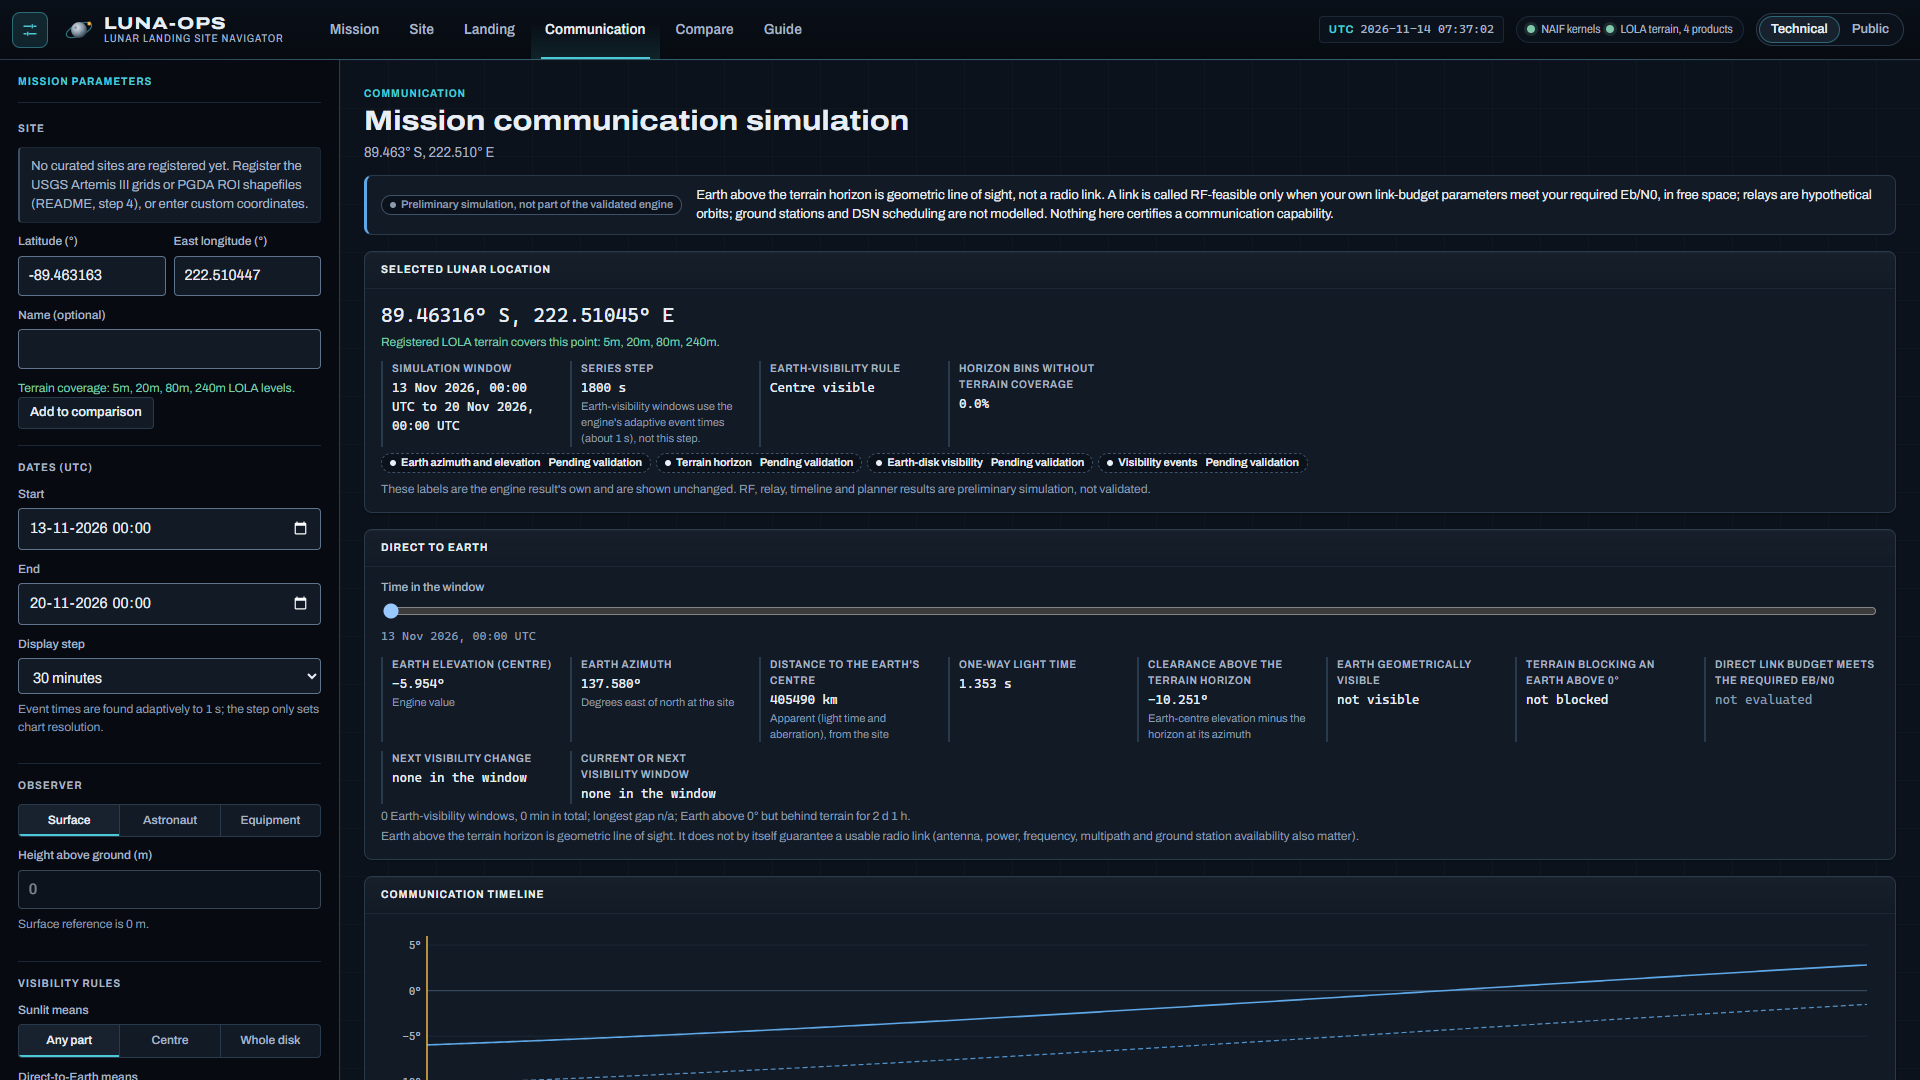 LUNA-OPS
LUNAR LANDING SITE NAVIGATOR
Mission
Site
Landing
Communication
Compare
Guide
UTC 2026-11-14 07:37:02
NAIF kernels
LOLA terrain, 4 products
Technical
Public
MISSION PARAMETERS
SITE
No curated sites are registered yet. Register the
USGS Artemis III grids or PGDA ROI shapefiles
(README, step 4), or enter custom coordinates.
Latitude (°)
East longitude (°)
-89.463163
222.510447
Name (optional)
Terrain coverage: 5m, 20m, 80m, 240m LOLA levels.
Add to comparison
DATES (UTC)
Start
13-11-2026 00:00
End
20-11-2026 00:00
Display step
30 minutes
Event times are found adaptively to 1 s; the step only sets
chart resolution.
OBSERVER
Surface
Astronaut
Equipment
Height above ground (m)
0
Surface reference is 0 m.
VISIBILITY RULES
Sunlit means
Any part
Centre
Whole disk
Direct-to-Earth means
COMMUNICATION
Mission communication simulation
89.463° S, 222.510° E
Preliminary simulation, not part of the validated engine
Earth above the terrain horizon is geometric line of sight, not a radio link. A link is called RF-feasible only when your own link-budget parameters meet your required Eb/N0, in free space; relays are hypothetical
orbits; ground stations and DSN scheduling are not modelled. Nothing here certifies a communication capability.
SELECTED LUNAR LOCATION
89.46316° S, 222.51045° E
Registered LOLA terrain covers this point: 5m, 20m, 80m, 240m.
SIMULATION WINDOW
13 Nov 2026, 00:00
UTC to 20 Nov 2026,
00:00 UTC
SERIES STEP
1800 s
Earth-visibility windows use the
engine's adaptive event times
(about 1 s), not this step.
EARTH-VISIBILITY RULE
Centre visible
HORIZON BINS WITHOUT
TERRAIN COVERAGE
0.0%
Earth azimuth and elevation Pending validation
Terrain horizon Pending validation
Earth-disk visibility Pending validation
Visibility events Pending validation
These labels are the engine result's own and are shown unchanged. RF, relay, timeline and planner results are preliminary simulation, not validated.
DIRECT TO EARTH
Time in the window
13 Nov 2026, 00:00 UTC
EARTH ELEVATION (CENTRE)
−5.954°
Engine value
EARTH AZIMUTH
137.580°
Degrees east of north at the site
DISTANCE TO THE EARTH'S
CENTRE
405490 km
Apparent (light time and
aberration), from the site
ONE-WAY LIGHT TIME
1.353 s
CLEARANCE ABOVE THE
TERRAIN HORIZON
−10.251°
Earth-centre elevation minus the
horizon at its azimuth
EARTH GEOMETRICALLY
VISIBLE
not visible
TERRAIN BLOCKING AN
EARTH ABOVE 0°
not blocked
DIRECT LINK BUDGET MEETS
THE REQUIRED EB/N0
not evaluated
NEXT VISIBILITY CHANGE
none in the window
CURRENT OR NEXT
VISIBILITY WINDOW
none in the window
0 Earth-visibility windows, 0 min in total; longest gap n/a; Earth above 0° but behind terrain for 2 d 1 h.
Earth above the terrain horizon is geometric line of sight. It does not by itself guarantee a usable radio link (antenna, power, frequency, multipath and ground station availability also matter).
COMMUNICATION TIMELINE
5°
0°
−5°